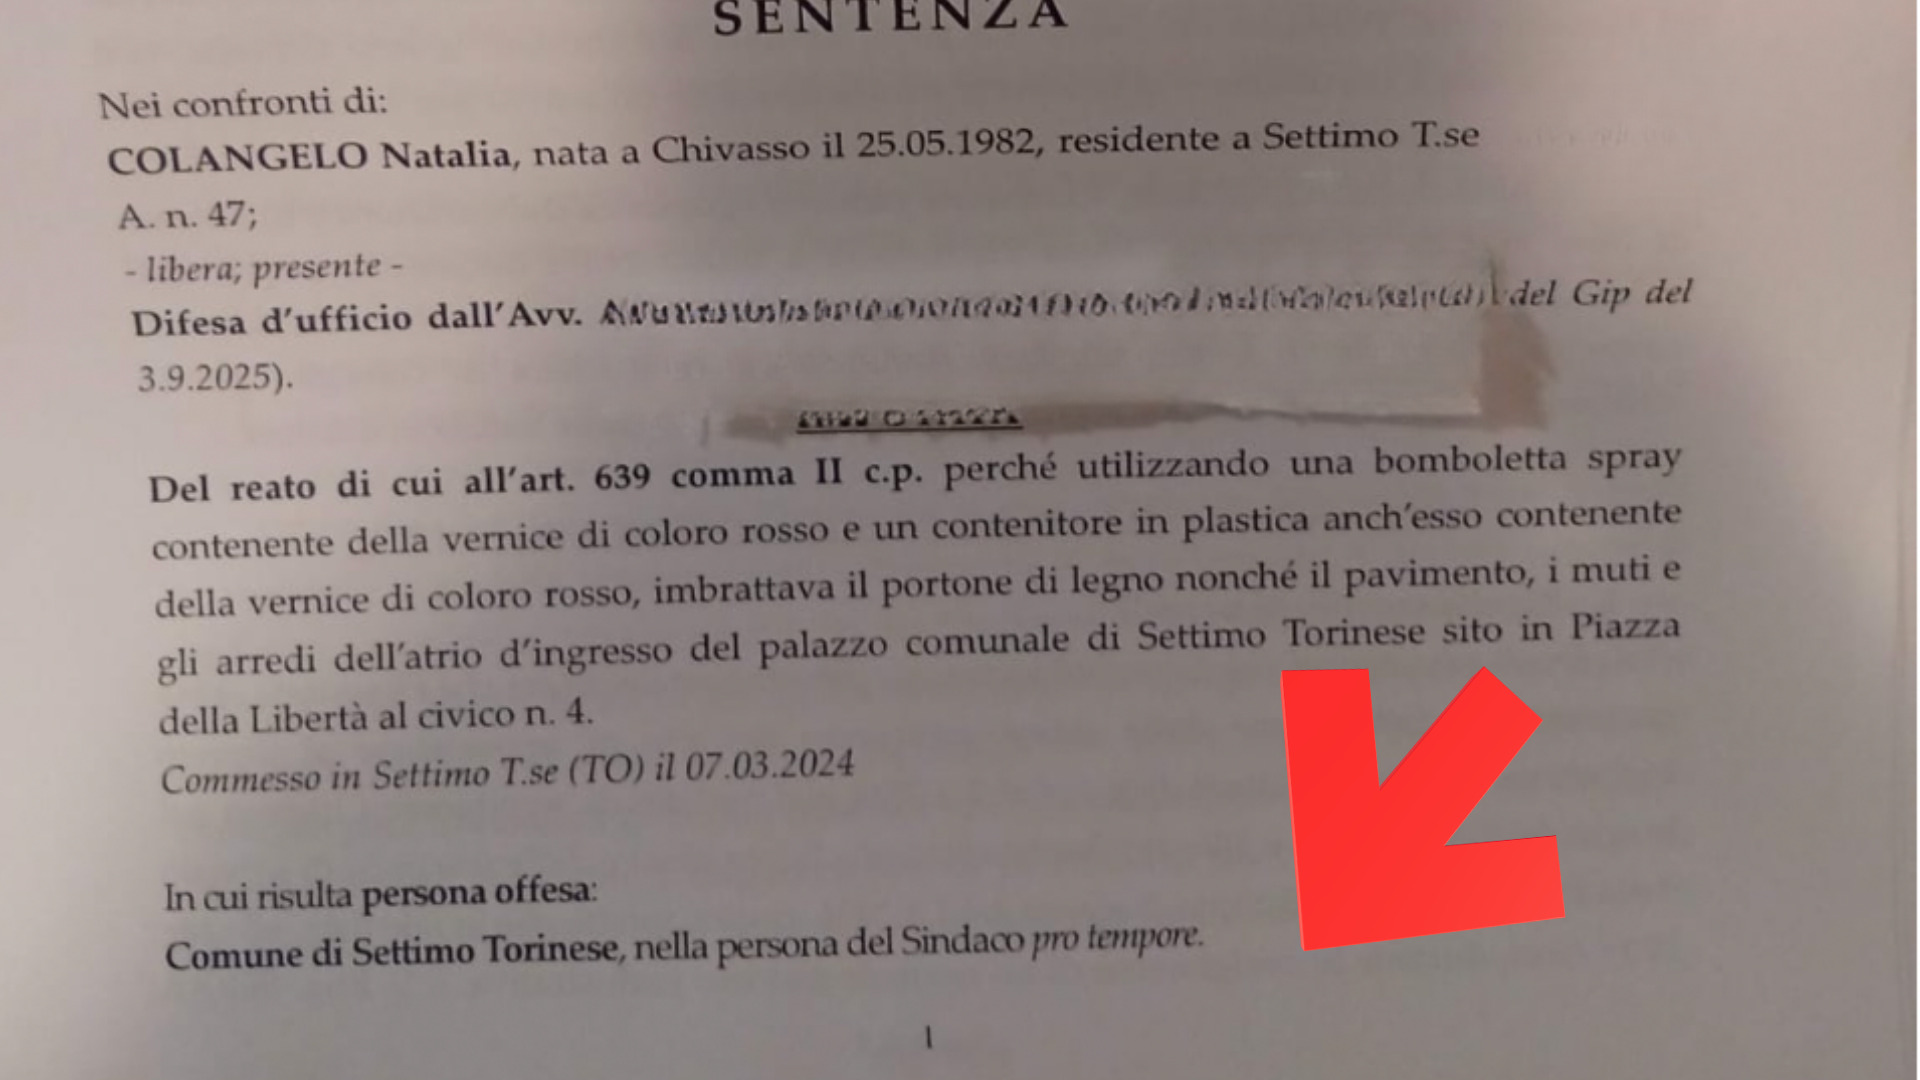 SENTENZA
Nei confronti di:
COLANGELO Natalia, nata a Chivasso il 25.05.1982, residente a Settimo T.se
A. n. 47;
- libera; presente -
Difesa d'ufficio dall'Avv. del Gip del
3.9.2025).
Del reato di cui all'art. 639 comma II c.p. perché utilizzando una bomboletta spray
contenente della vernice di coloro rosso e un contenitore in plastica anch'esso contenente
della vernice di coloro rosso, imbrattava il portone di legno nonché il pavimento, i muti e
gli arredi dell'atrio d'ingresso del palazzo comunale di Settimo Torinese sito in Piazza
della Libertà al civico n. 4.
Commesso in Settimo T.se (TO) il 07.03.2024
In cui risulta persona offesa:
Comune di Settimo Torinese, nella persona del Sindaco pro tempore.
1